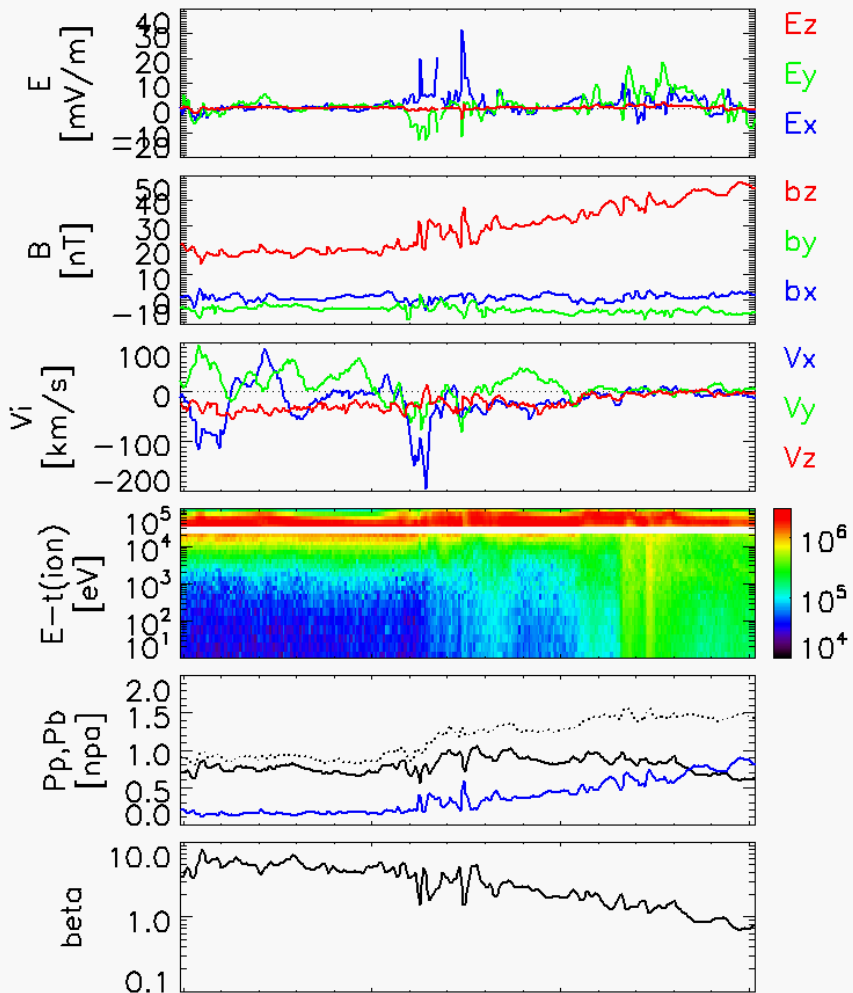 E
[mV/m]
40
30
20
10
0
−10
−20
Ez
Ey
Ex
B
[nT]
50
40
30
20
10
0
−10
bz
by
bx
Vi
[km/s]
100
0
−100
−200
Vx
Vy
Vz
E−t(ion)
[eV]
10^5
10^4
10^3
10^2
10^1
10^6
10^5
10^4
Pp,Pb
[npa]
2.0
1.5
1.0
0.5
0.0
beta
10.0
1.0
0.1